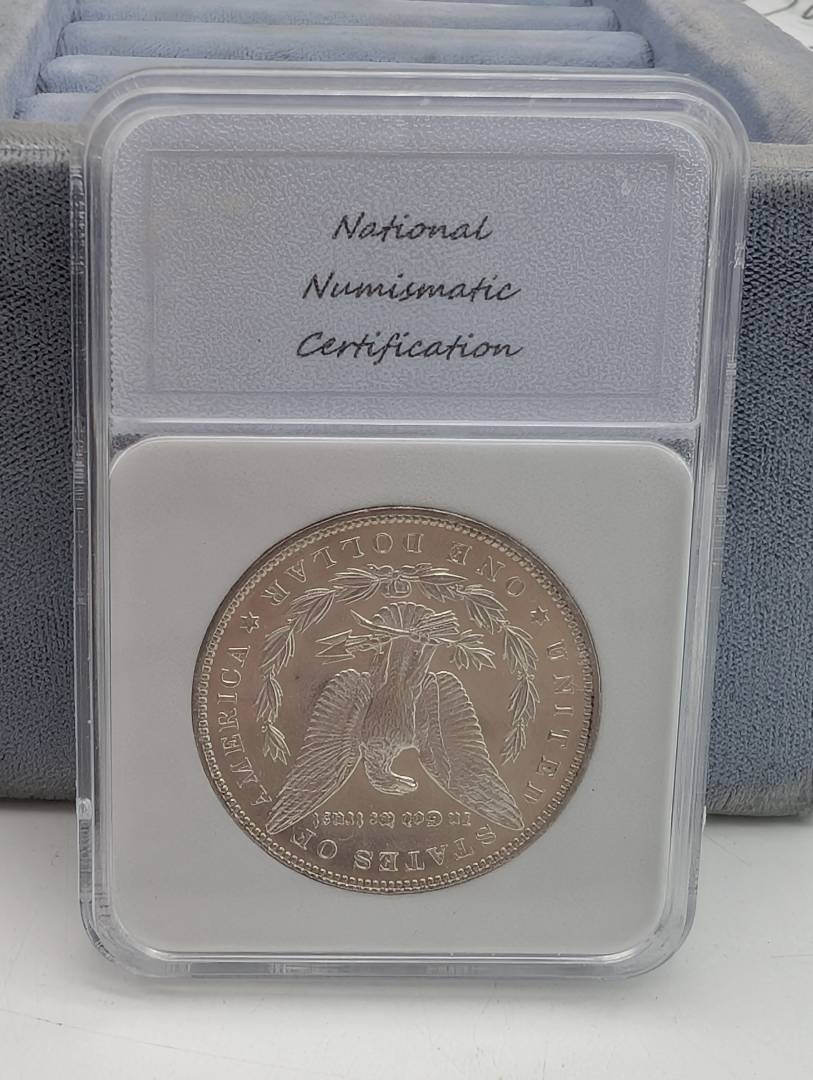 National
Numismatic
Certification
UNITED STATES OF AMERICA
ONE DOLLAR
In God we trust